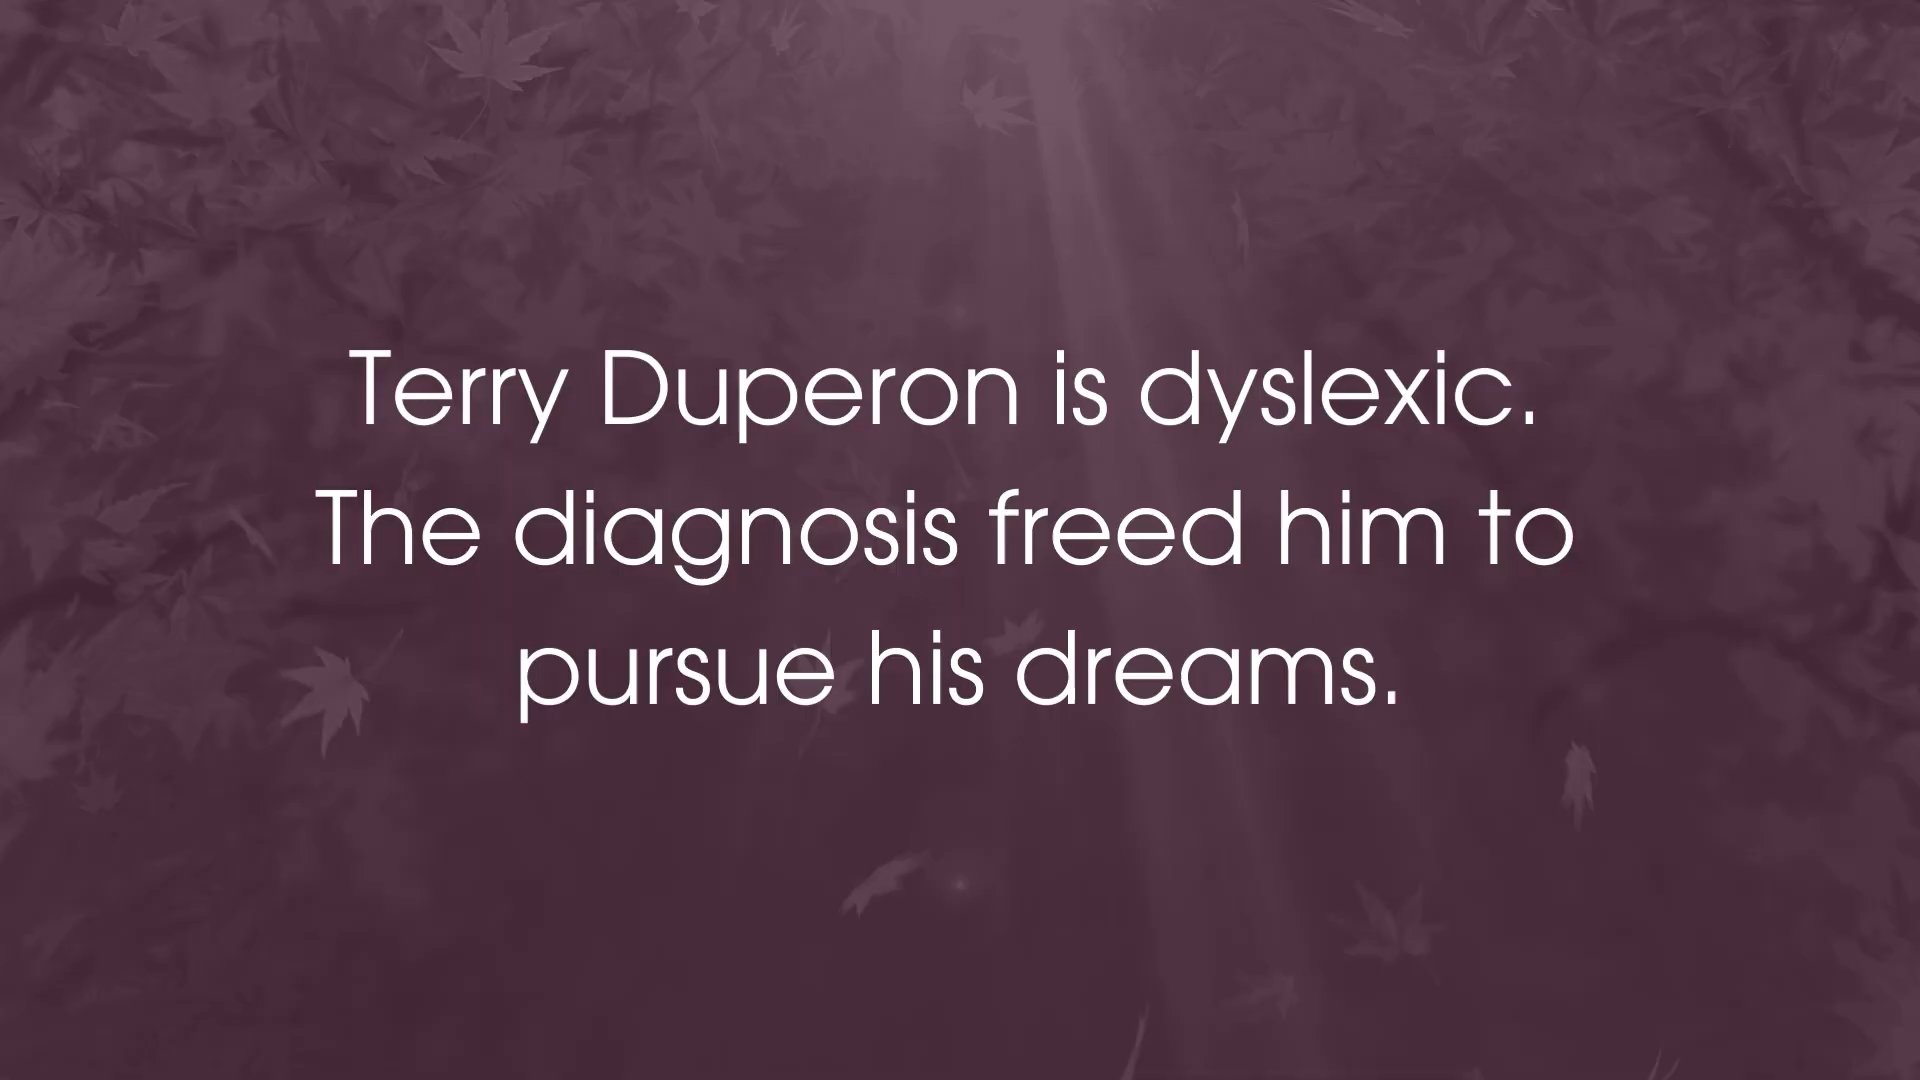 Terry Duperon is dyslexic.
The diagnosis freed him to
pursue his dreams.